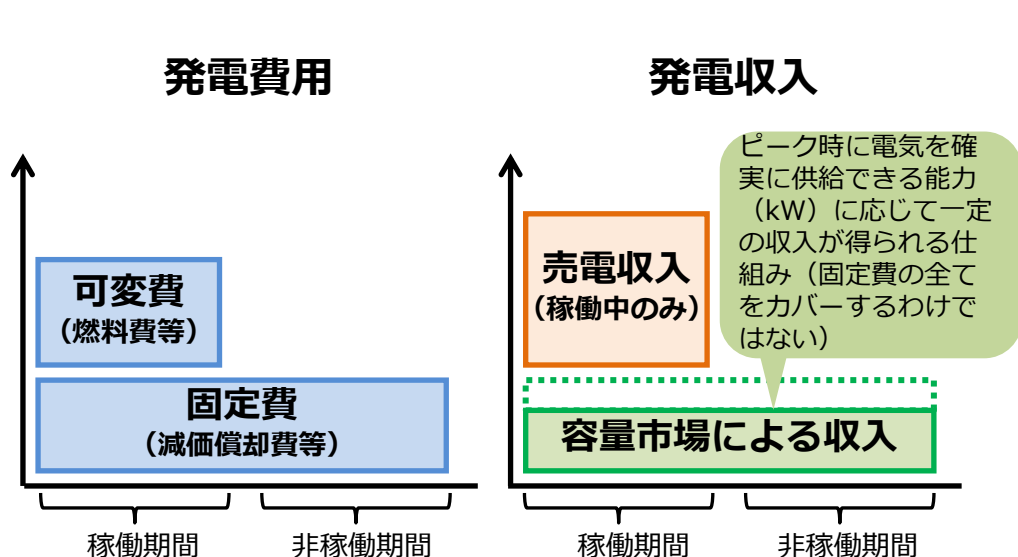 発電費用
発電収入
可変費
（燃料費等）
固定費
（減価償却費等）
稼働期間
非稼働期間
売電収入
（稼働中のみ）
ピーク時に電気を確
実に供給できる能力
（kW）に応じて一定
の収入が得られる仕
組み（固定費の全て
をカバーするわけで
はない）
容量市場による収入
稼働期間
非稼働期間